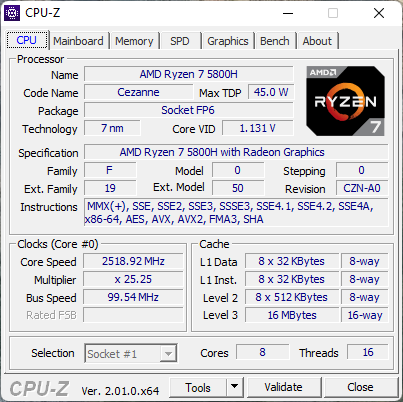 CPU-Z
CPU Mainboard Memory SPD Graphics Bench About
Processor
Name AMD Ryzen 7 5800H
Code Name Cezanne Max TDP 45.0 W
Package Socket FP6
Technology 7 nm Core VID 1.131 V
AMD
RYZEN
7
Specification AMD Ryzen 7 5800H with Radeon Graphics
Family F Model 0 Stepping 0
Ext. Family 19 Ext. Model 50 Revision CZN-A0
Instructions MMX(+), SSE, SSE2, SSE3, SSSE3, SSE4.1, SSE4.2, SSE4A,
x86-64, AES, AVX, AVX2, FMA3, SHA
Clocks (Core #0)
Core Speed 2518.92 MHz
Multiplier x 25.25
Bus Speed 99.54 MHz
Rated FSB
Cache
L1 Data 8 x 32 KBytes 8-way
L1 Inst. 8 x 32 KBytes 8-way
Level 2 8 x 512 KBytes 8-way
Level 3 16 MBytes 16-way
Selection Socket #1 Cores 8 Threads 16
CPU-Z Ver. 2.01.0.x64 Tools Validate Close